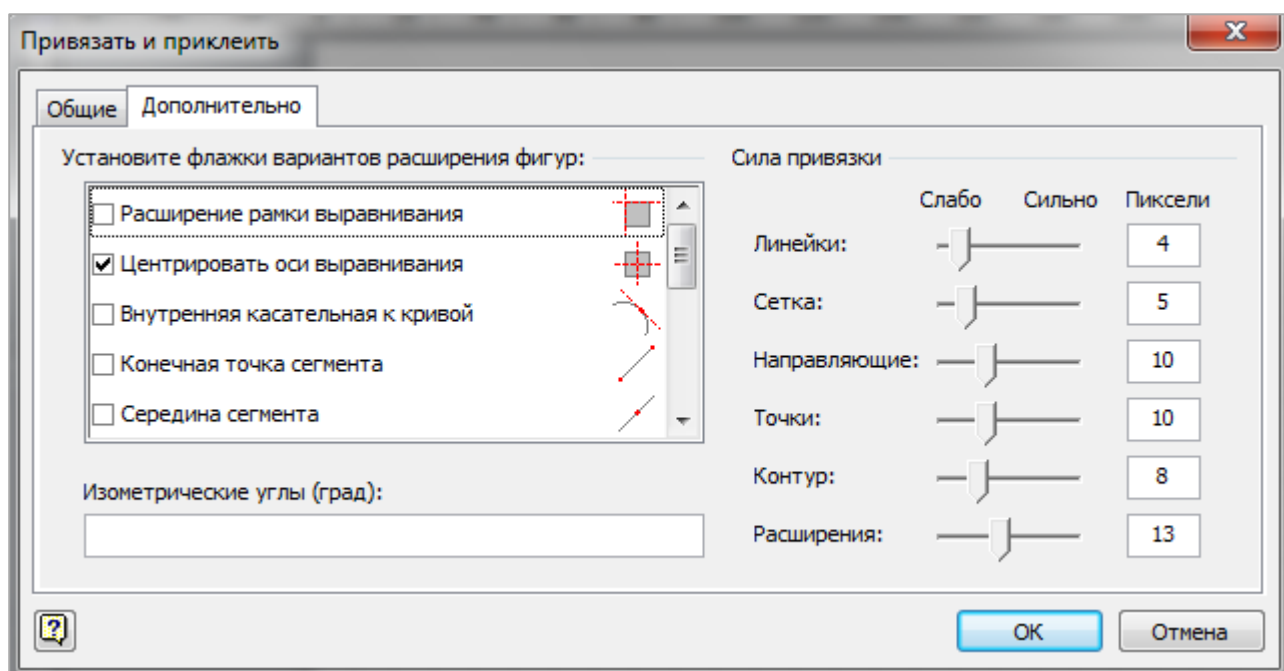 Привязать и приклеить
Общие
Дополнительно
Установите флажки вариантов расширения фигур:
Расширение рамки выравнивания
Центрировать оси выравнивания
Внутренняя касательная к кривой
Конечная точка сегмента
Середина сегмента
Изометрические углы (град):
Сила привязки
Слабо Сильно Пиксели
Линейки: 4
Сетка: 5
Направляющие: 10
Точки: 10
Контур: 8
Расширения: 13
ОК Отмена